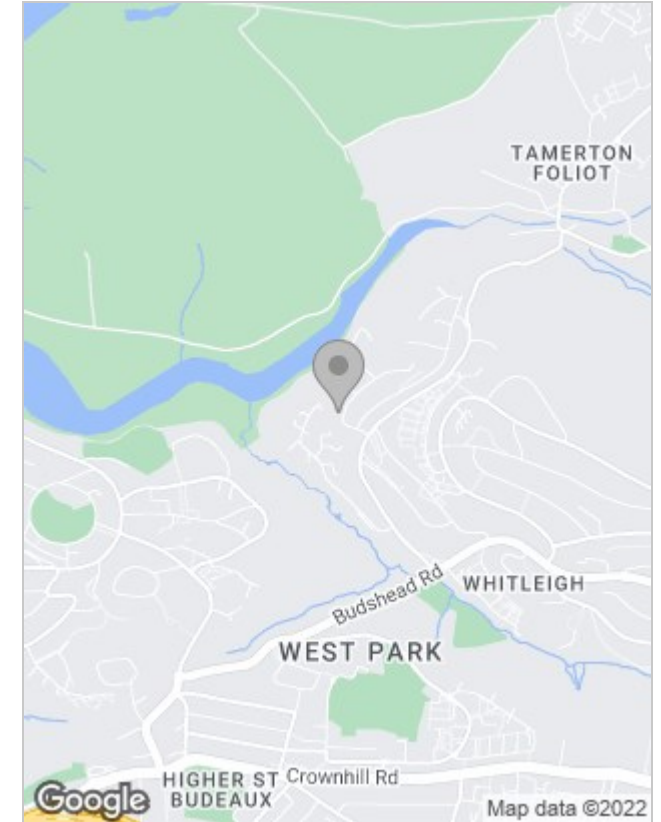 TAMERTON
FOLIOT
WHITLEIGH
Budshead Rd
WEST PARK
HIGHER ST
BUDEAUX
Crownhill Rd
Google
Map data ©2022